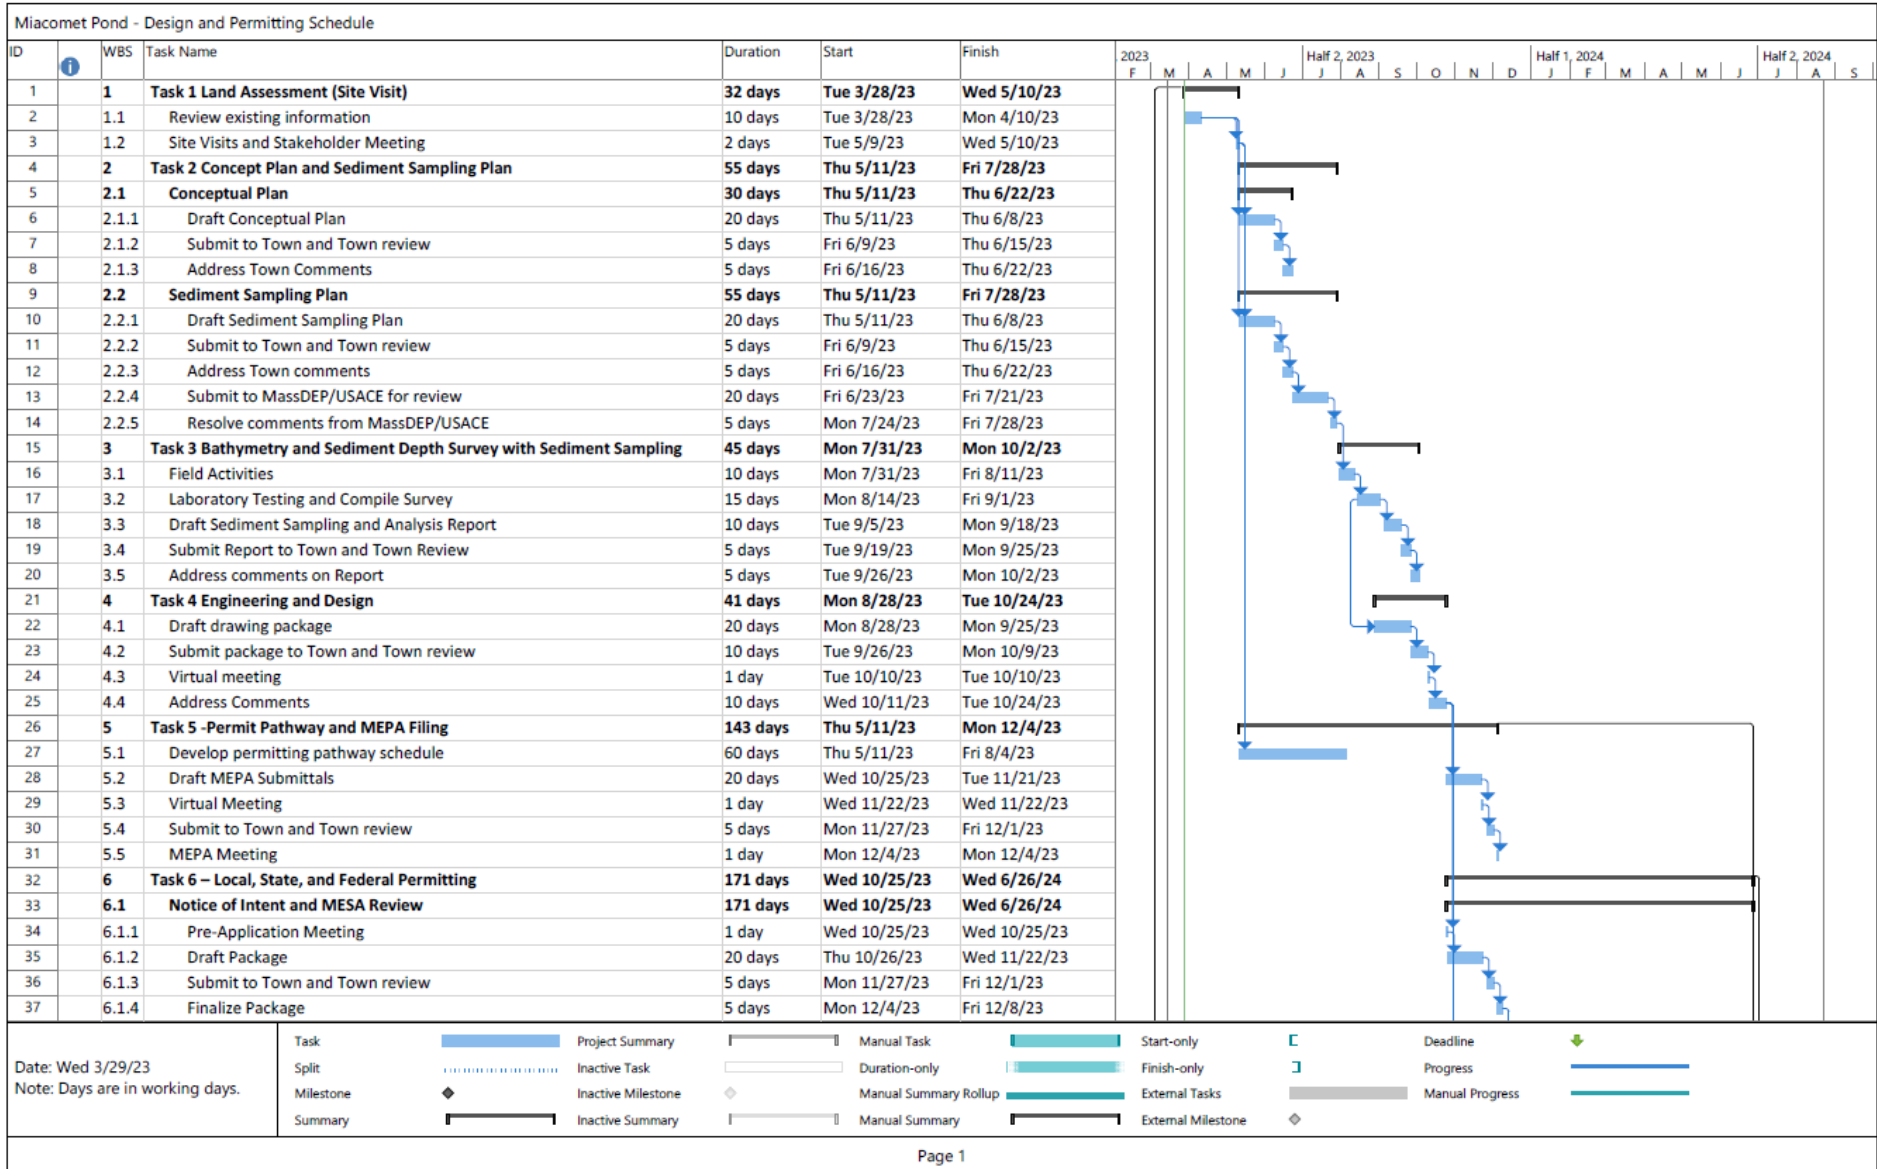 Miacomet Pond - Design and Permitting Schedule
ID WBS Task Name Duration Start Finish , 2023 Half 2, 2023 Half 1, 2024 Half 2, 2024
F M A M J J A S O N D J F M A M J J A S
1 1 Task 1 Land Assessment (Site Visit) 32 days Tue 3/28/23 Wed 5/10/23
2 1.1 Review existing information 10 days Tue 3/28/23 Mon 4/10/23
3 1.2 Site Visits and Stakeholder Meeting 2 days Tue 5/9/23 Wed 5/10/23
4 2 Task 2 Concept Plan and Sediment Sampling Plan 55 days Thu 5/11/23 Fri 7/28/23
5 2.1 Conceptual Plan 30 days Thu 5/11/23 Thu 6/22/23
6 2.1.1 Draft Conceptual Plan 20 days Thu 5/11/23 Thu 6/8/23
7 2.1.2 Submit to Town and Town review 5 days Fri 6/9/23 Thu 6/15/23
8 2.1.3 Address Town Comments 5 days Fri 6/16/23 Thu 6/22/23
9 2.2 Sediment Sampling Plan 55 days Thu 5/11/23 Fri 7/28/23
10 2.2.1 Draft Sediment Sampling Plan 20 days Thu 5/11/23 Thu 6/8/23
11 2.2.2 Submit to Town and Town review 5 days Fri 6/9/23 Thu 6/15/23
12 2.2.3 Address Town comments 5 days Fri 6/16/23 Thu 6/22/23
13 2.2.4 Submit to MassDEP/USACE for review 20 days Fri 6/23/23 Fri 7/21/23
14 2.2.5 Resolve comments from MassDEP/USACE 5 days Mon 7/24/23 Fri 7/28/23
15 3 Task 3 Bathymetry and Sediment Depth Survey with Sediment Sampling 45 days Mon 7/31/23 Mon 10/2/23
16 3.1 Field Activities 10 days Mon 7/31/23 Fri 8/11/23
17 3.2 Laboratory Testing and Compile Survey 15 days Mon 8/14/23 Fri 9/1/23
18 3.3 Draft Sediment Sampling and Analysis Report 10 days Tue 9/5/23 Mon 9/18/23
19 3.4 Submit Report to Town and Town Review 5 days Tue 9/19/23 Mon 9/25/23
20 3.5 Address comments on Report 5 days Tue 9/26/23 Mon 10/2/23
21 4 Task 4 Engineering and Design 41 days Mon 8/28/23 Tue 10/24/23
22 4.1 Draft drawing package 20 days Mon 8/28/23 Mon 9/25/23
23 4.2 Submit package to Town and Town review 10 days Tue 9/26/23 Mon 10/9/23
24 4.3 Virtual meeting 1 day Tue 10/10/23 Tue 10/10/23
25 4.4 Address Comments 10 days Wed 10/11/23 Tue 10/24/23
26 5 Task 5 -Permit Pathway and MEPA Filing 143 days Thu 5/11/23 Mon 12/4/23
27 5.1 Develop permitting pathway schedule 60 days Thu 5/11/23 Fri 8/4/23
28 5.2 Draft MEPA Submittals 20 days Wed 10/25/23 Tue 11/21/23
29 5.3 Virtual Meeting 1 day Wed 11/22/23 Wed 11/22/23
30 5.4 Submit to Town and Town review 5 days Mon 11/27/23 Fri 12/1/23
31 5.5 MEPA Meeting 1 day Mon 12/4/23 Mon 12/4/23
32 6 Task 6 – Local, State, and Federal Permitting 171 days Wed 10/25/23 Wed 6/26/24
33 6.1 Notice of Intent and MESA Review 171 days Wed 10/25/23 Wed 6/26/24
34 6.1.1 Pre-Application Meeting 1 day Wed 10/25/23 Wed 10/25/23
35 6.1.2 Draft Package 20 days Thu 10/26/23 Wed 11/22/23
36 6.1.3 Submit to Town and Town review 5 days Mon 11/27/23 Fri 12/1/23
37 6.1.4 Finalize Package 5 days Mon 12/4/23 Fri 12/8/23
Date: Wed 3/29/23
Note: Days are in working days.
Task Project Summary Manual Task Start-only Deadline
Split Inactive Task Duration-only Finish-only Progress
Milestone Inactive Milestone Manual Summary Rollup External Tasks Manual Progress
Summary Inactive Summary Manual Summary External Milestone
Page 1